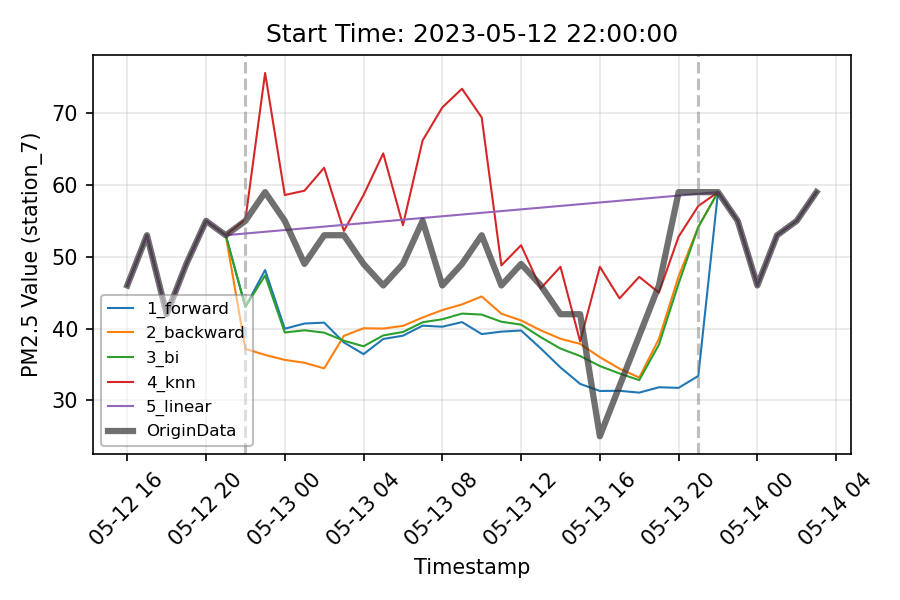 Start Time: 2023-05-12 22:00:00
PM2.5 Value (station_7)
70
60
50
40
30
1_forward
2_backward
3_bi
4_knn
5_linear
OriginData
05-12 16
05-12 20
05-13 00
05-13 04
05-13 08
05-13 12
05-13 16
05-13 20
05-14 00
05-14 04
Timestamp